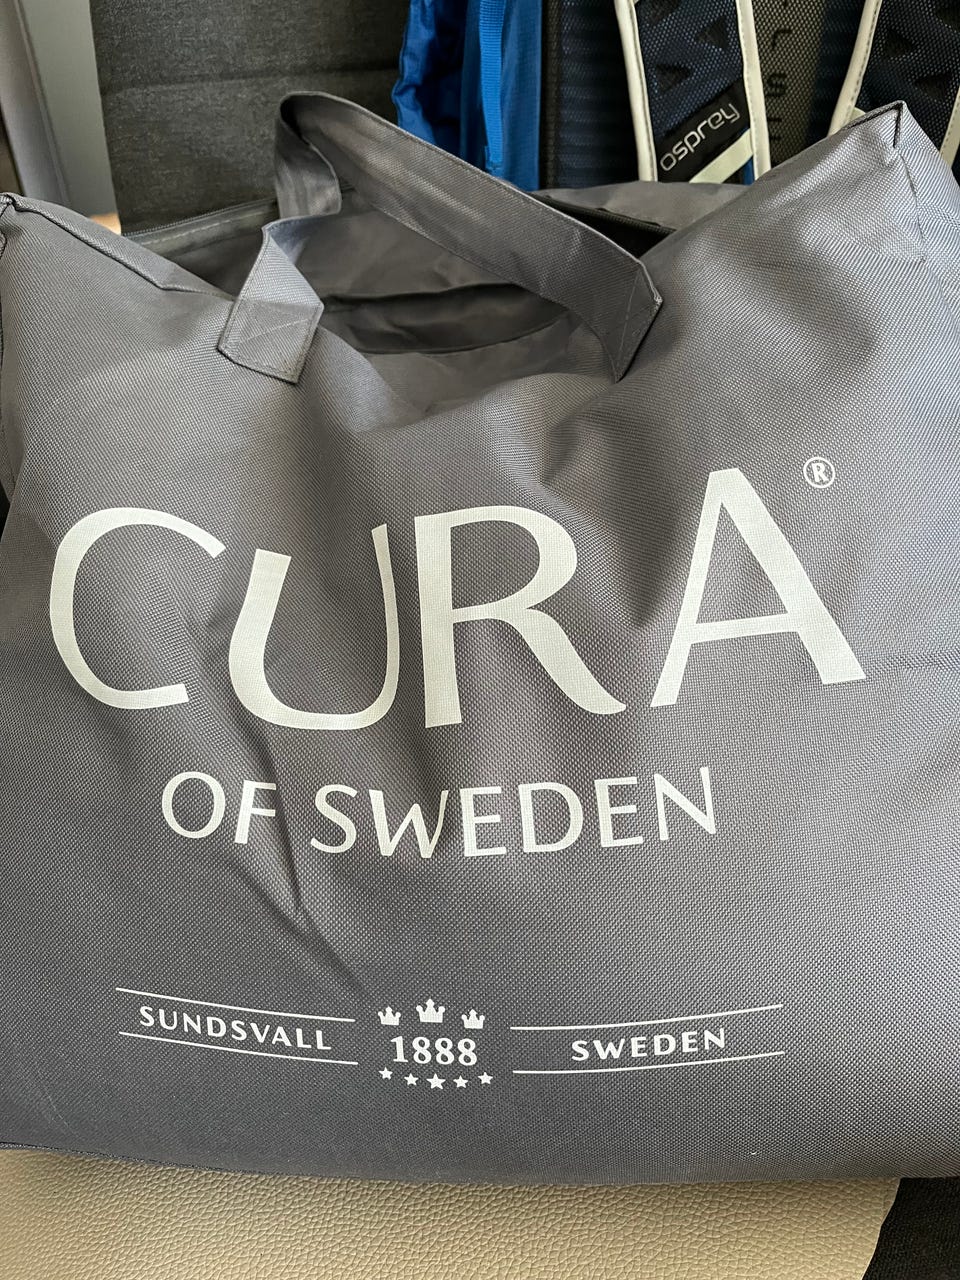 osprey
CURA®
OF SWEDEN
SUNDSVALL 1888 SWEDEN